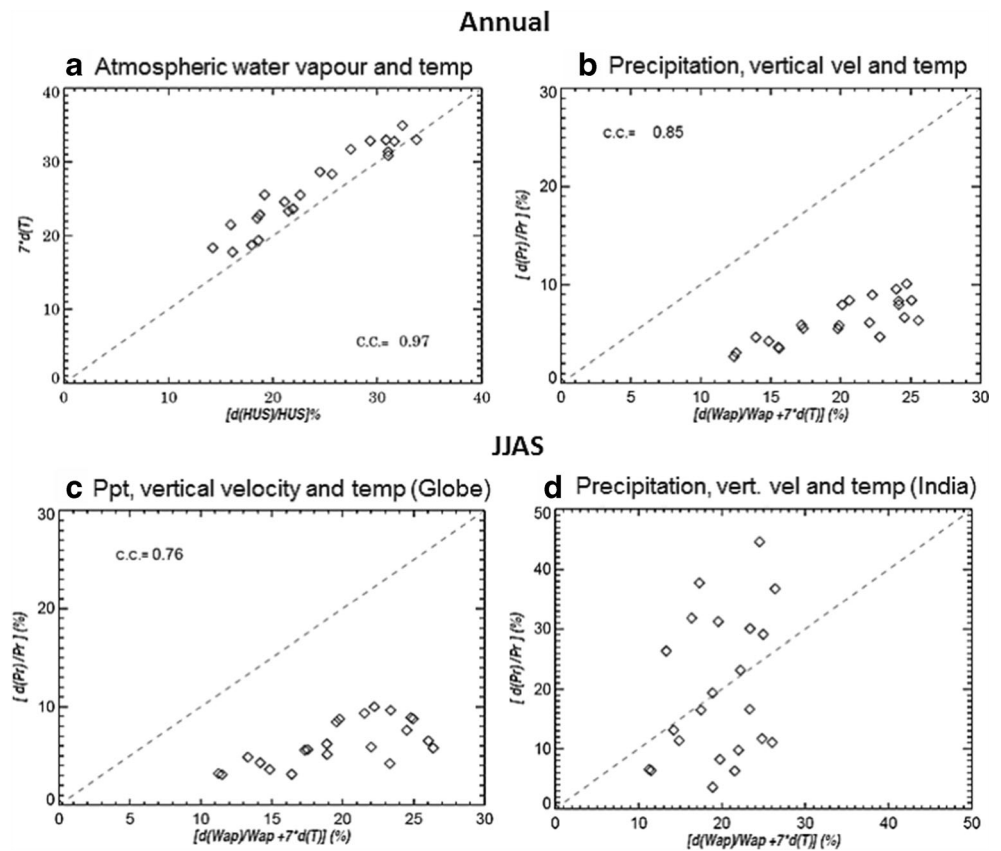 Annual
a Atmospheric water vapour and temp
b Precipitation, vertical vel and temp
40
30
20
10
0
7*d(T)
C.C.= 0.97
0 10 20 30 40
[d(HUS)/HUS]%
30
20
10
0
[ d(Pr)/Pr ] (%)
C.C.= 0.85
0 5 10 15 20 25 30
[d(Wap)/Wap +7*d(T)] (%)
JJAS
c Ppt, vertical velocity and temp (Globe)
d Precipitation, vert. vel and temp (India)
30
20
10
0
[ d(Pr)/Pr ] (%)
C.C.= 0.76
0 5 10 15 20 25 30
[d(Wap)/Wap +7*d(T)] (%)
50
40
30
20
10
0
[ d(Pr)/Pr ] (%)
0 10 20 30 40 50
[d(Wap)/Wap +7*d(T)] (%)